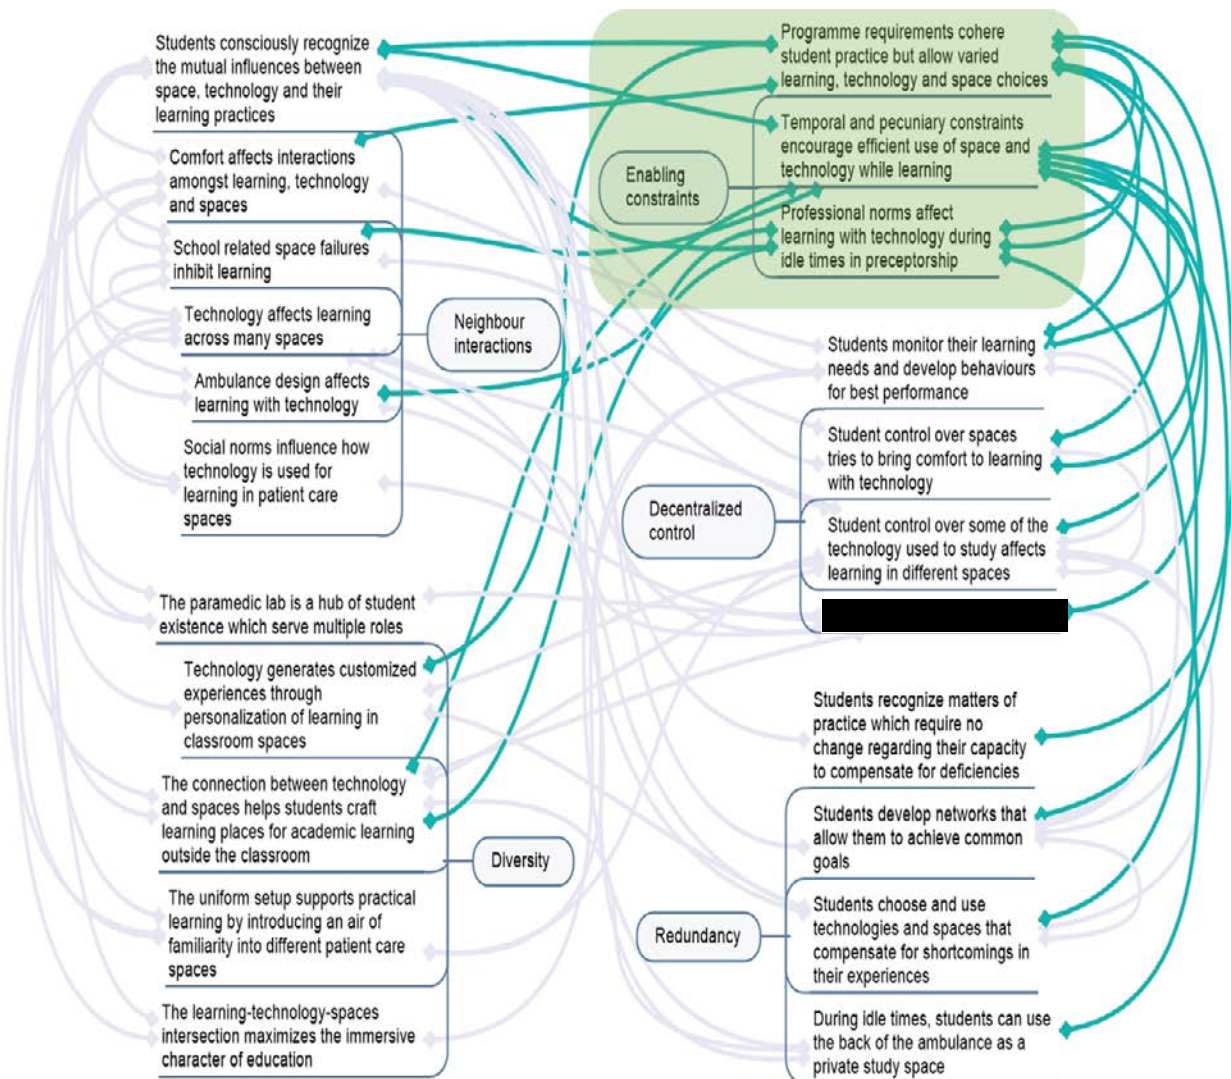 Students consciously recognize
the mutual influences between
space, technology and their
learning practices
Comfort affects interactions
amongst learning, technology
and spaces
School related space failures
inhibit learning
Technology affects learning
across many spaces
Ambulance design affects
learning with technology
Social norms influence how
technology is used for
learning in patient care
spaces
Neighbour
interactions
Programme requirements cohere
student practice but allow varied
learning, technology and space choices
Temporal and pecuniary constraints
encourage efficient use of space and
technology while learning
Professional norms affect
learning with technology during
idle times in preceptorship
Enabling
constraints
Students monitor their learning
needs and develop behaviours
for best performance
Student control over spaces
tries to bring comfort to learning
with technology
Student control over some of the
technology used to study affects
learning in different spaces
Decentralized
control
The paramedic lab is a hub of student
existence which serve multiple roles
Technology generates customized
experiences through
personalization of learning in
classroom spaces
The connection between technology
and spaces helps students craft
learning places for academic learning
outside the classroom
The uniform setup supports practical
learning by introducing an air of
familiarity into different patient care
spaces
The learning-technology-spaces
intersection maximizes the immersive
character of education
Diversity
Students recognize matters of
practice which require no
change regarding their capacity
to compensate for deficiencies
Students develop networks that
allow them to achieve common
goals
Students choose and use
technologies and spaces that
compensate for shortcomings in
their experiences
During idle times, students can use
the back of the ambulance as a
private study space
Redundancy